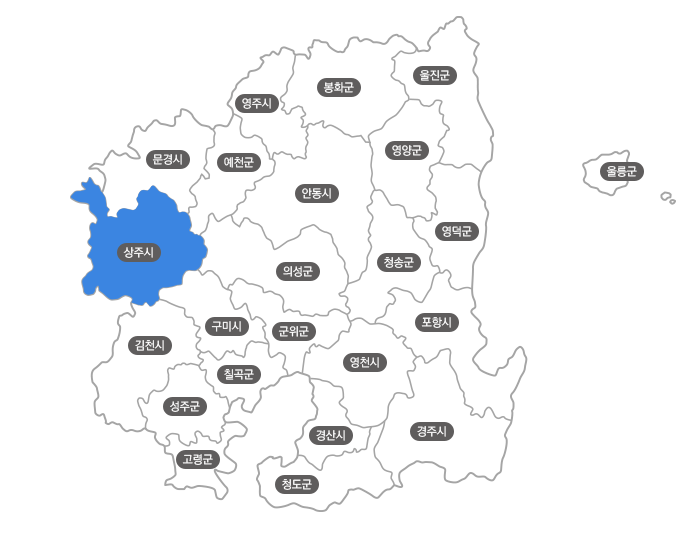 울진군
봉화군
영주시
영양군
문경시
예천군
울릉군
안동시
영덕군
상주시
청송군
의성군
포항시
구미시
군위군
김천시
영천시
칠곡군
성주군
경주시
경산시
고령군
청도군